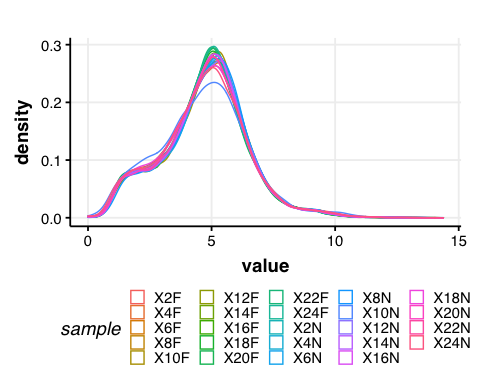 0.3
0.2
0.1
0.0
density
0 5 10 15
value
sample
X2F X12F X22F X8N X18N
X4F X14F X24F X10N X20N
X6F X16F X2N X12N X22N
X8F X18F X4N X14N X24N
X10F X20F X6N X16N